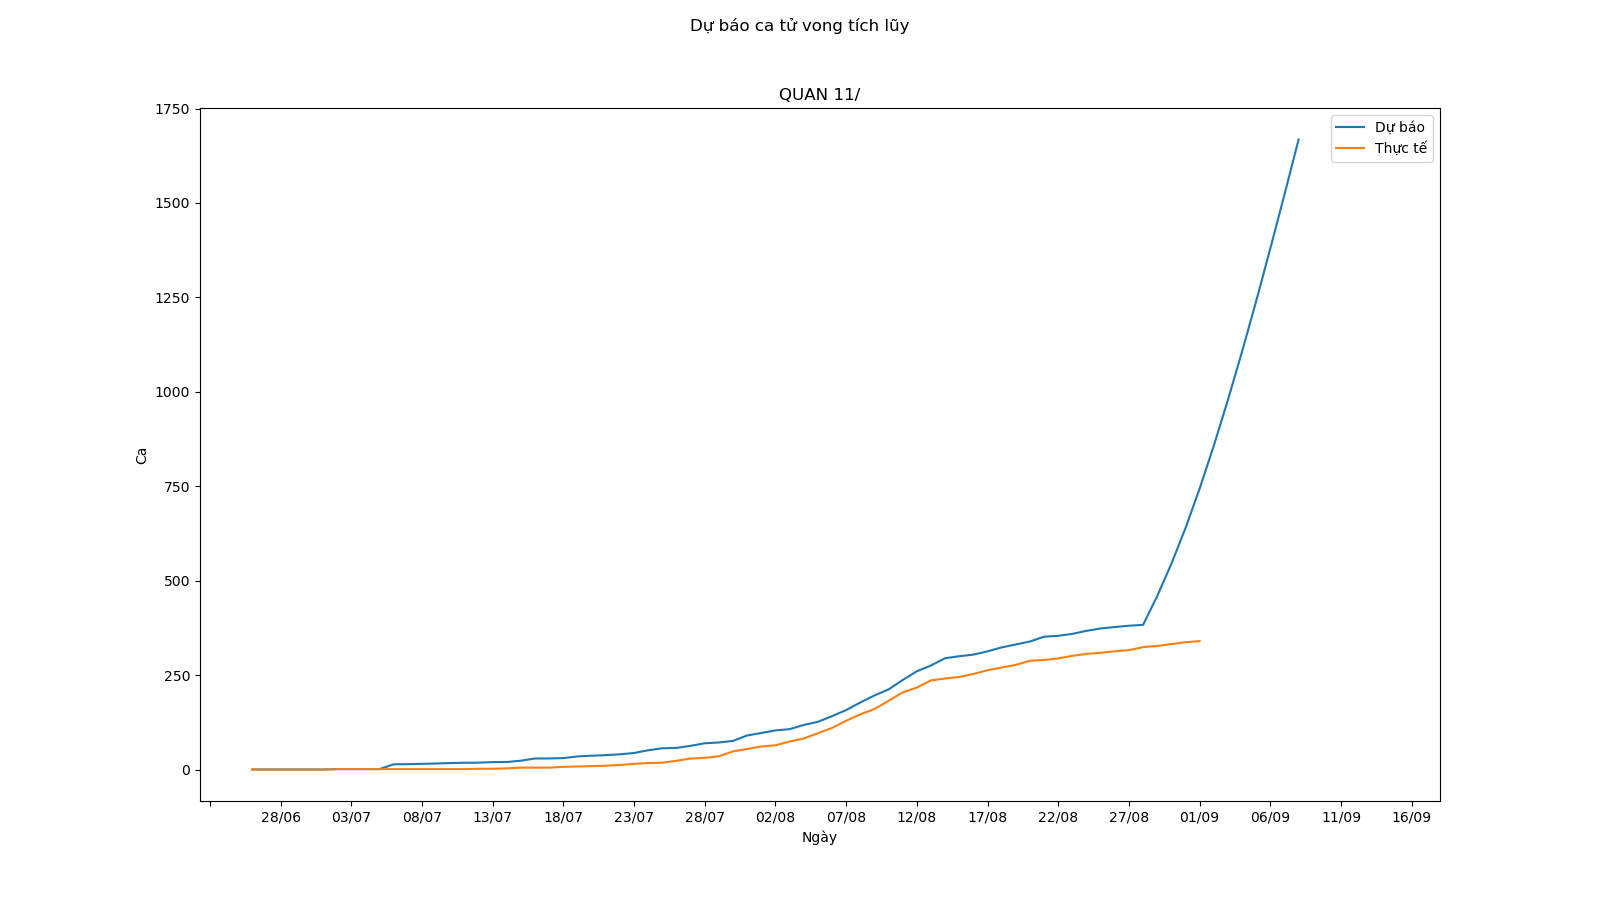 Dự báo ca tử vong tích lũy
QUAN 11/
1750
1500
1250
1000
750
500
250
0
Ca
Dự báo
Thực tế
28/06 03/07 08/07 13/07 18/07 23/07 28/07 02/08 07/08 12/08 17/08 22/08 27/08 01/09 06/09 11/09 16/09
Ngày